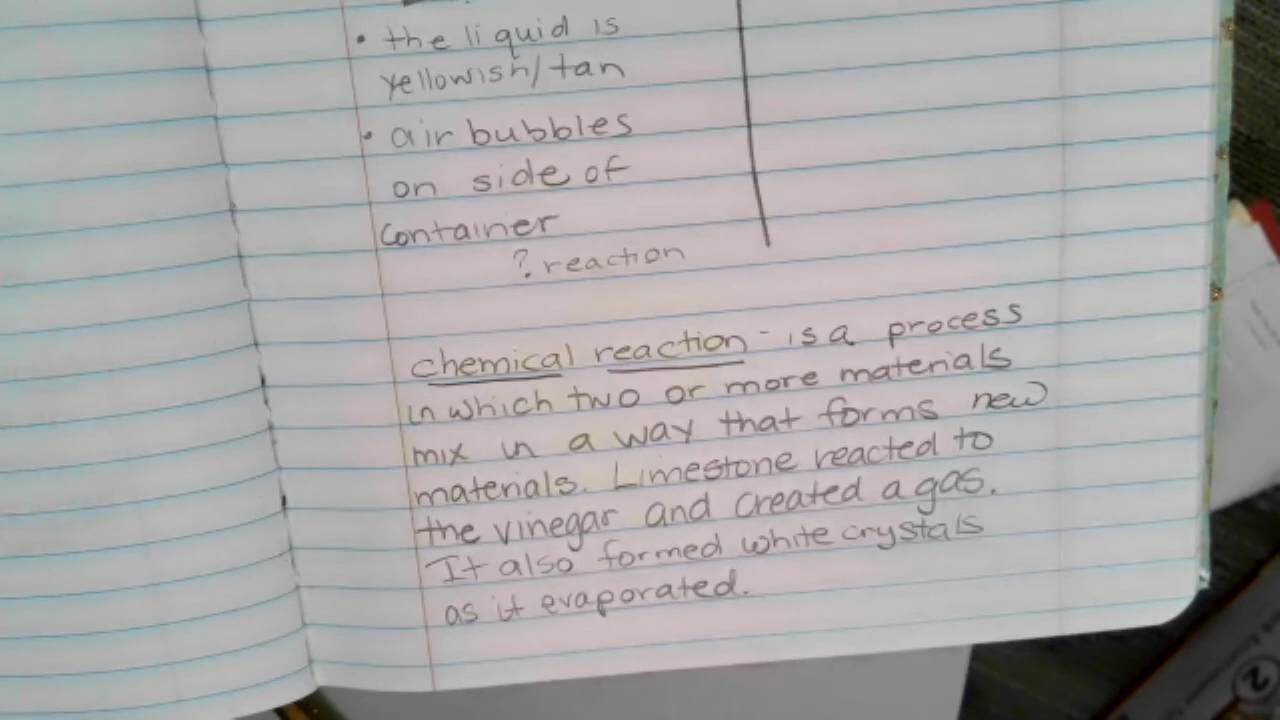 • the liquid is
yellowish/tan
• air bubbles
on side of
container
? reaction
chemical reaction - is a process
in which two or more materials
mix in a way that forms new
materials. Limestone reacted to
the vinegar and created a gas.
It also formed white crystals
as it evaporated.
2